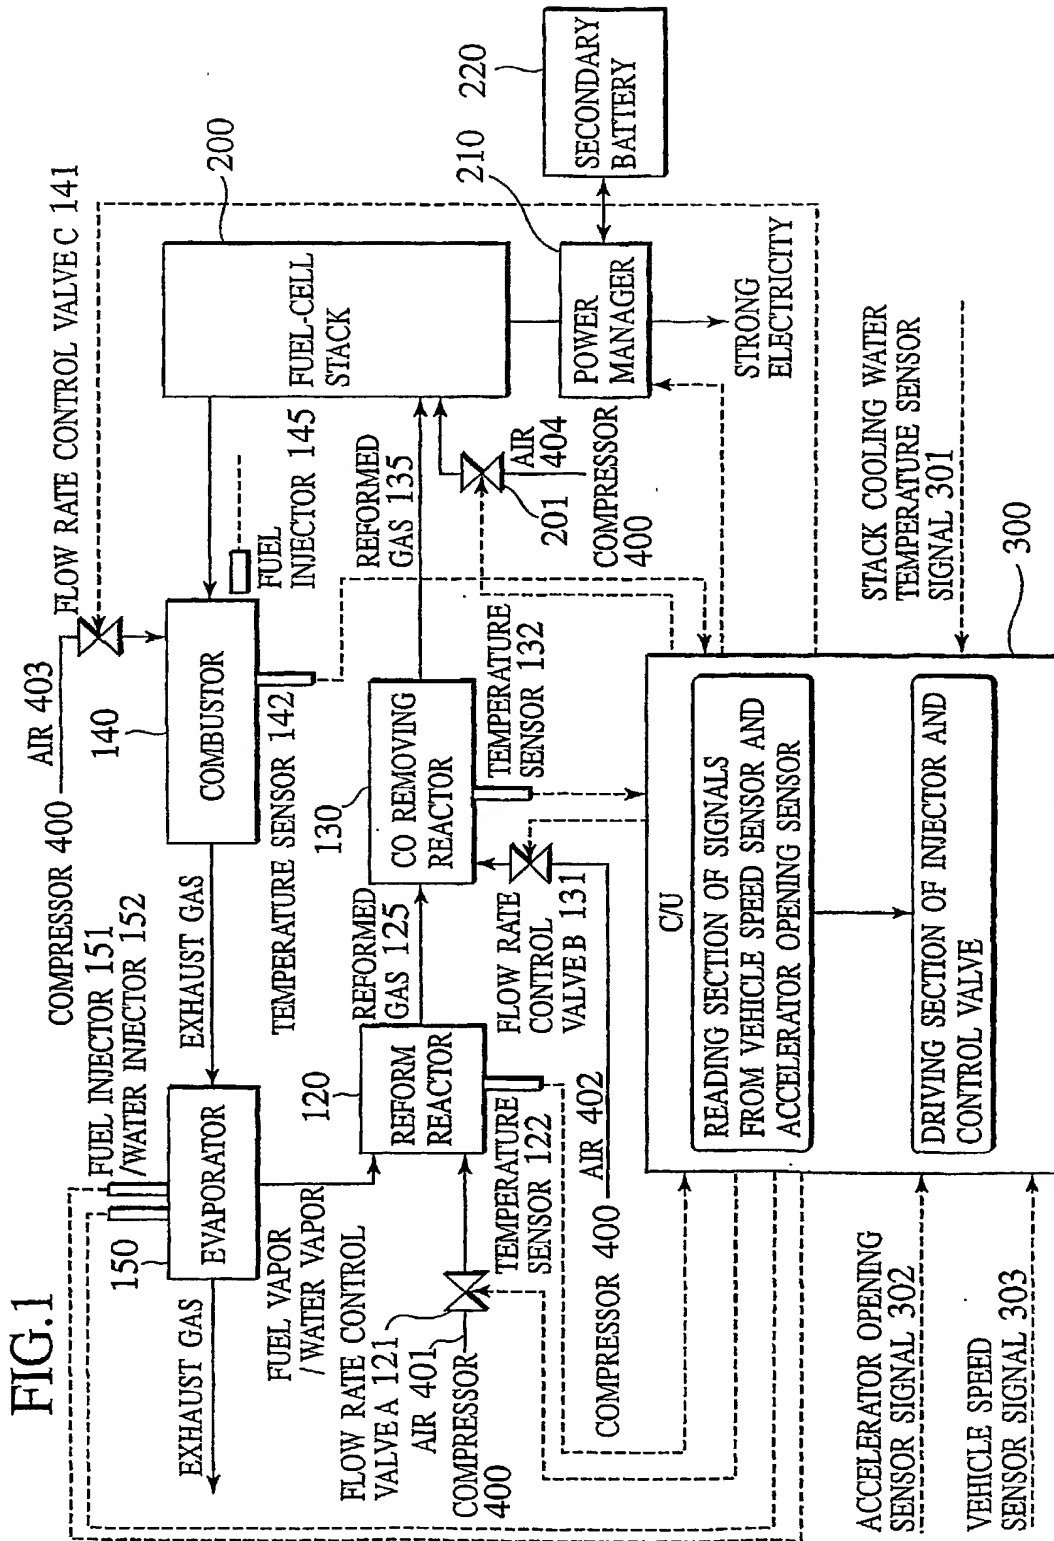 FIG.1
EXHAUST GAS
150
EVAPORATOR
FUEL INJECTOR 151
/WATER INJECTOR 152
EXHAUST GAS
COMPRESSOR 400
AIR 403
140
COMBUSTOR
FLOW RATE CONTROL VALVE C 141
TEMPERATURE SENSOR 142
FUEL
INJECTOR 145
200
FUEL-CELL
STACK
FUEL VAPOR
/WATER VAPOR
FLOW RATE CONTROL
VALVE A 121
AIR 401
COMPRESSOR
400
120
REFORM
REACTOR
TEMPERATURE
SENSOR 122
REFORMED
GAS 125
130
CO REMOVING
REACTOR
TEMPERATURE
SENSOR 132
FLOW RATE
CONTROL
VALVE B 131
COMPRESSOR 400
AIR 402
REFORMED
GAS 135
201
AIR
404
COMPRESSOR
400
210
POWER
MANAGER
220
SECONDARY
BATTERY
STRONG
ELECTRICITY
C/U
READING SECTION OF SIGNALS
FROM VEHICLE SPEED SENSOR AND
ACCELERATOR OPENING SENSOR
DRIVING SECTION OF INJECTOR AND
CONTROL VALVE
300
STACK COOLING WATER
TEMPERATURE SENSOR
SIGNAL 301
ACCELERATOR OPENING
SENSOR SIGNAL 302
VEHICLE SPEED
SENSOR SIGNAL 303